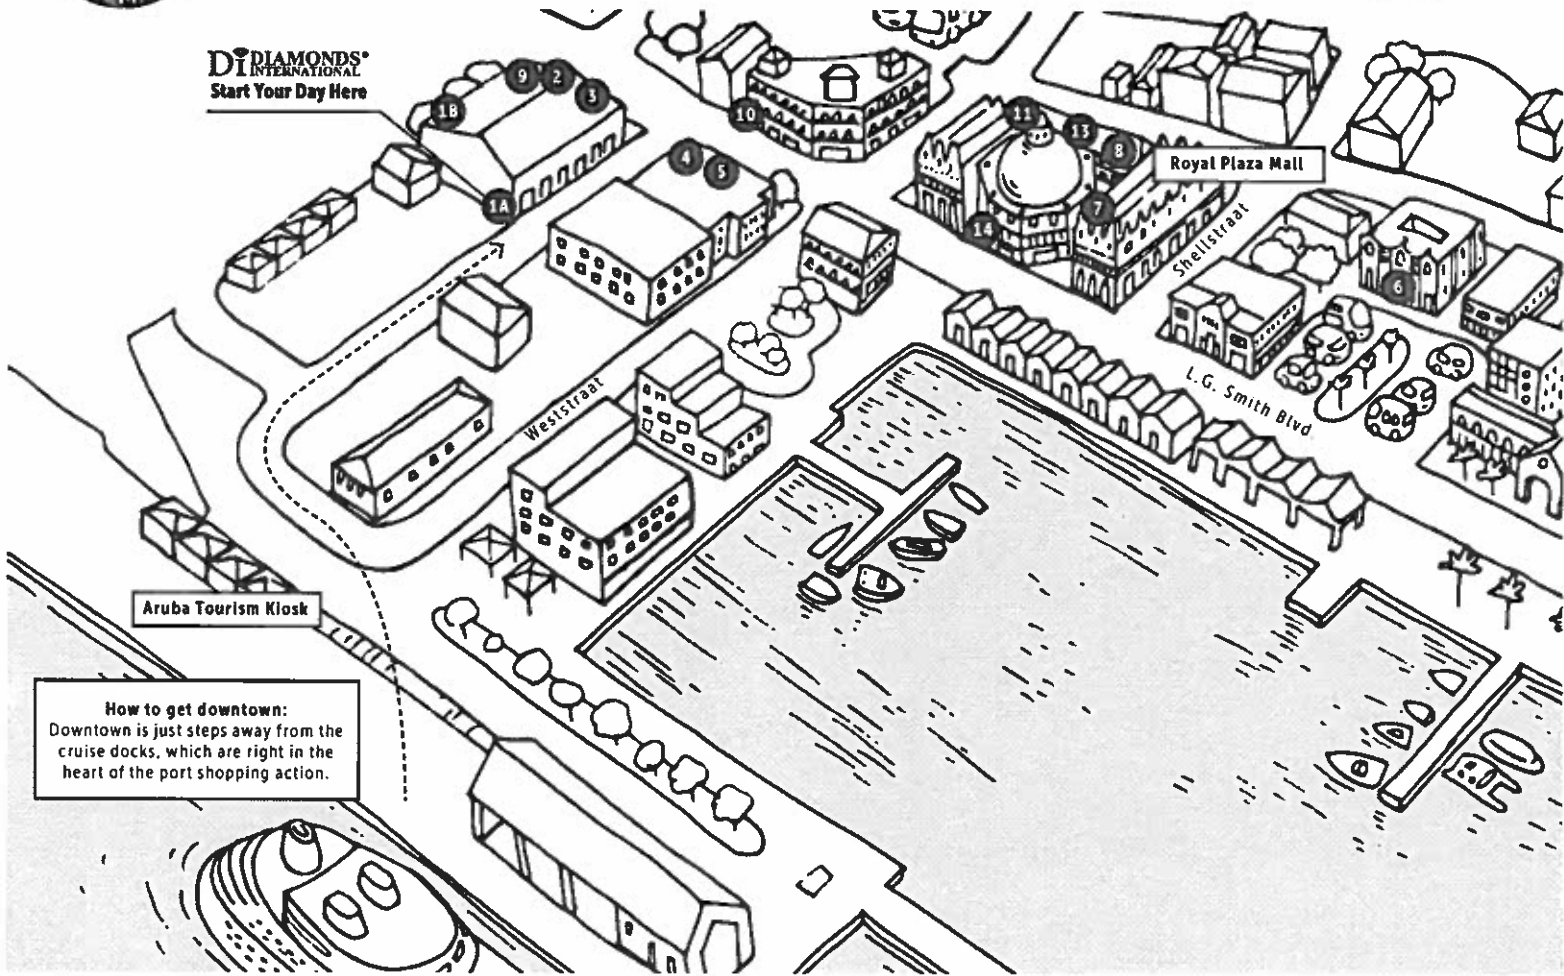 Di DIAMONDS®
INTERNATIONAL
Start Your Day Here
9
2
3
1B
10
11
13
8
4
5
Royal Plaza Mall
1A
7
14
Shellstraat
6
L.G. Smith Blvd
Weststraat
Aruba Tourism Kiosk
How to get downtown:
Downtown is just steps away from the
cruise docks, which are right in the
heart of the port shopping action.